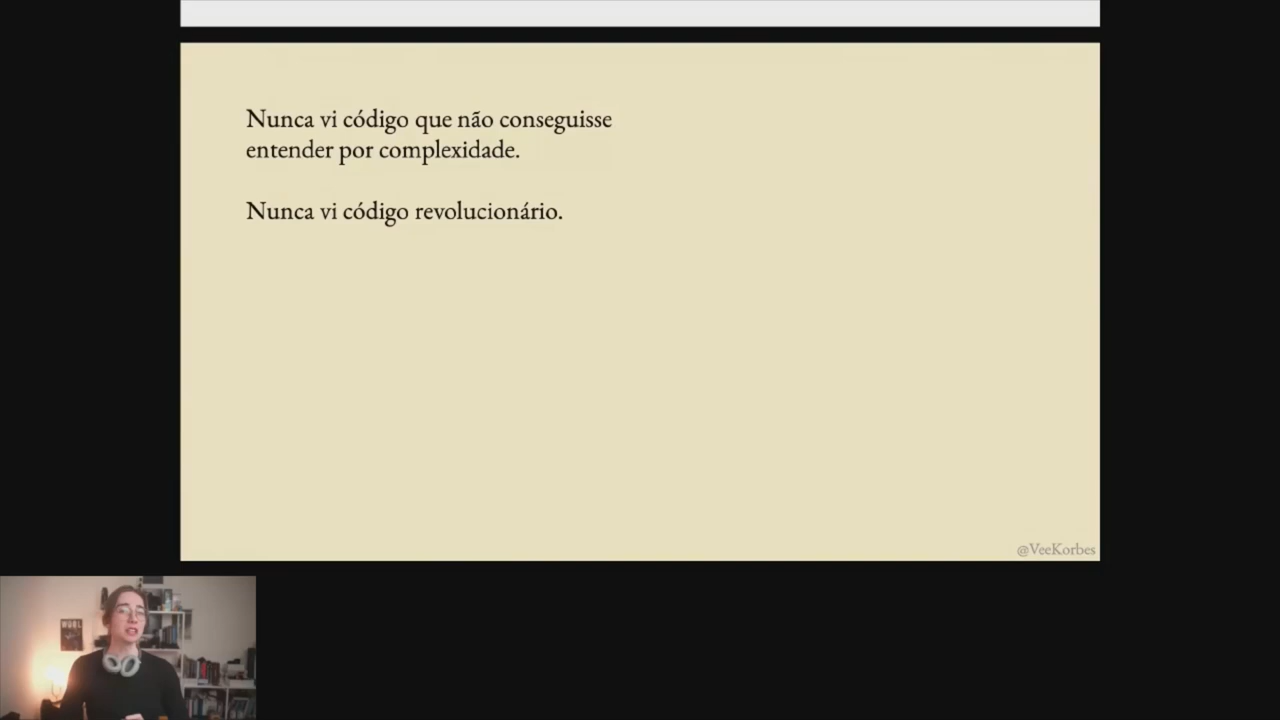 Nunca vi código que não conseguisse
entender por complexidade.
Nunca vi código revolucionário.
@VeeKorbes